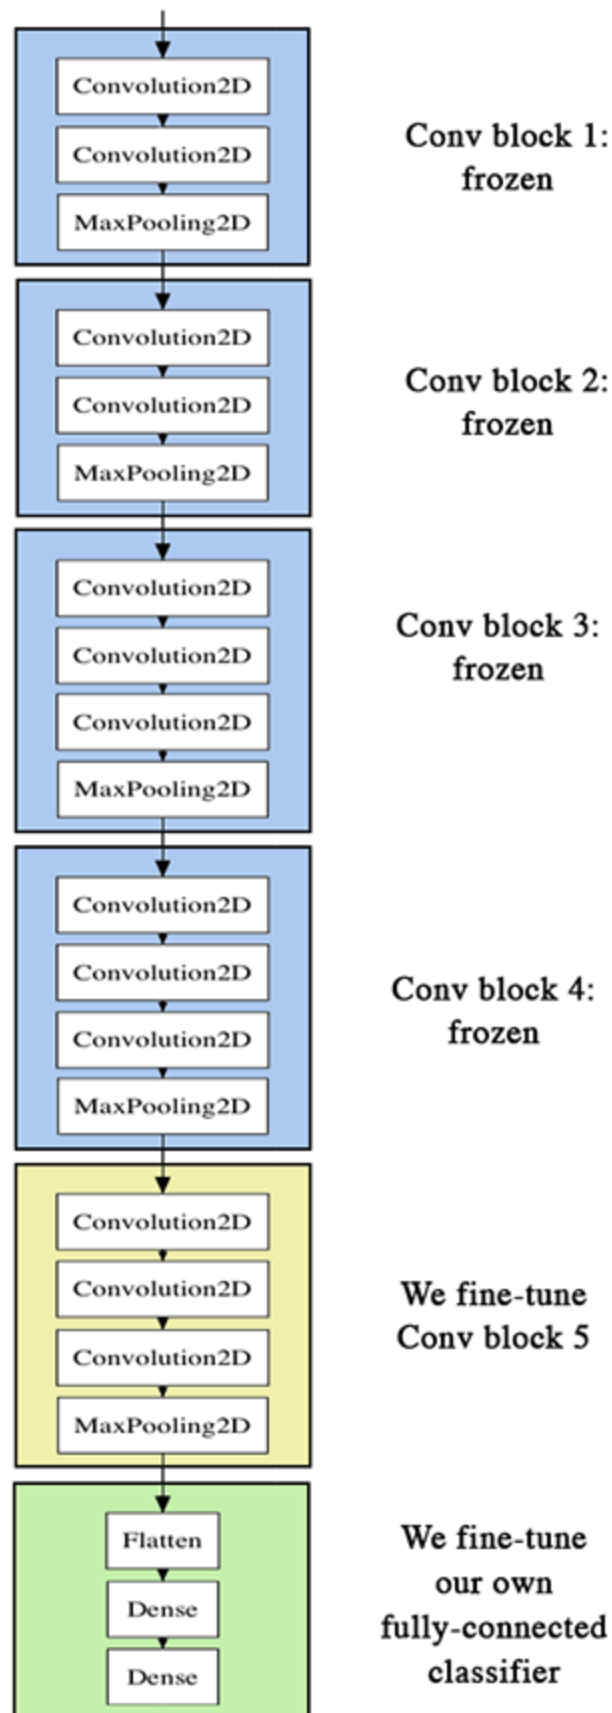 Convolution2D
Convolution2D
MaxPooling2D
Conv block 1:
frozen
Convolution2D
Convolution2D
MaxPooling2D
Conv block 2:
frozen
Convolution2D
Convolution2D
Convolution2D
MaxPooling2D
Conv block 3:
frozen
Convolution2D
Convolution2D
Convolution2D
MaxPooling2D
Conv block 4:
frozen
Convolution2D
Convolution2D
Convolution2D
MaxPooling2D
We fine-tune
Conv block 5
Flatten
Dense
Dense
We fine-tune
our own
fully-connected
classifier